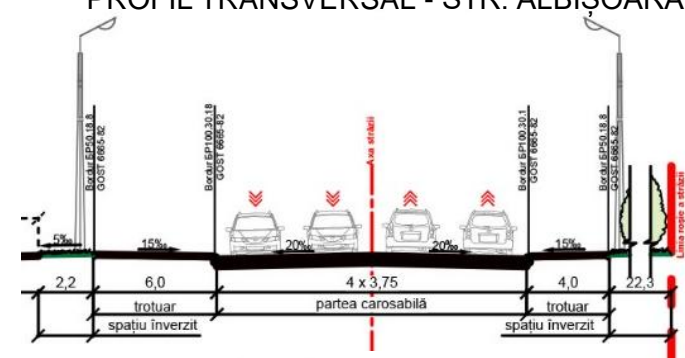 PROFIL TRANSVERSAL - STR. ALBIȘOARA
Bordur БР50.18.8
GOST 6665-82
Bordur БР100.30.18
GOST 6665-82
Axa străzii
Bordur БР100.30.1
GOST 6665-82
Bordur БР50.18.8
GOST 6665-82
Linia roșie a străzii
5‰
15‰
20‰
20‰
15‰
2,2
6,0
4 x 3,75
4,0
22,3
trotuar
partea carosabilă
trotuar
spațiu înverzit
spațiu înverzit